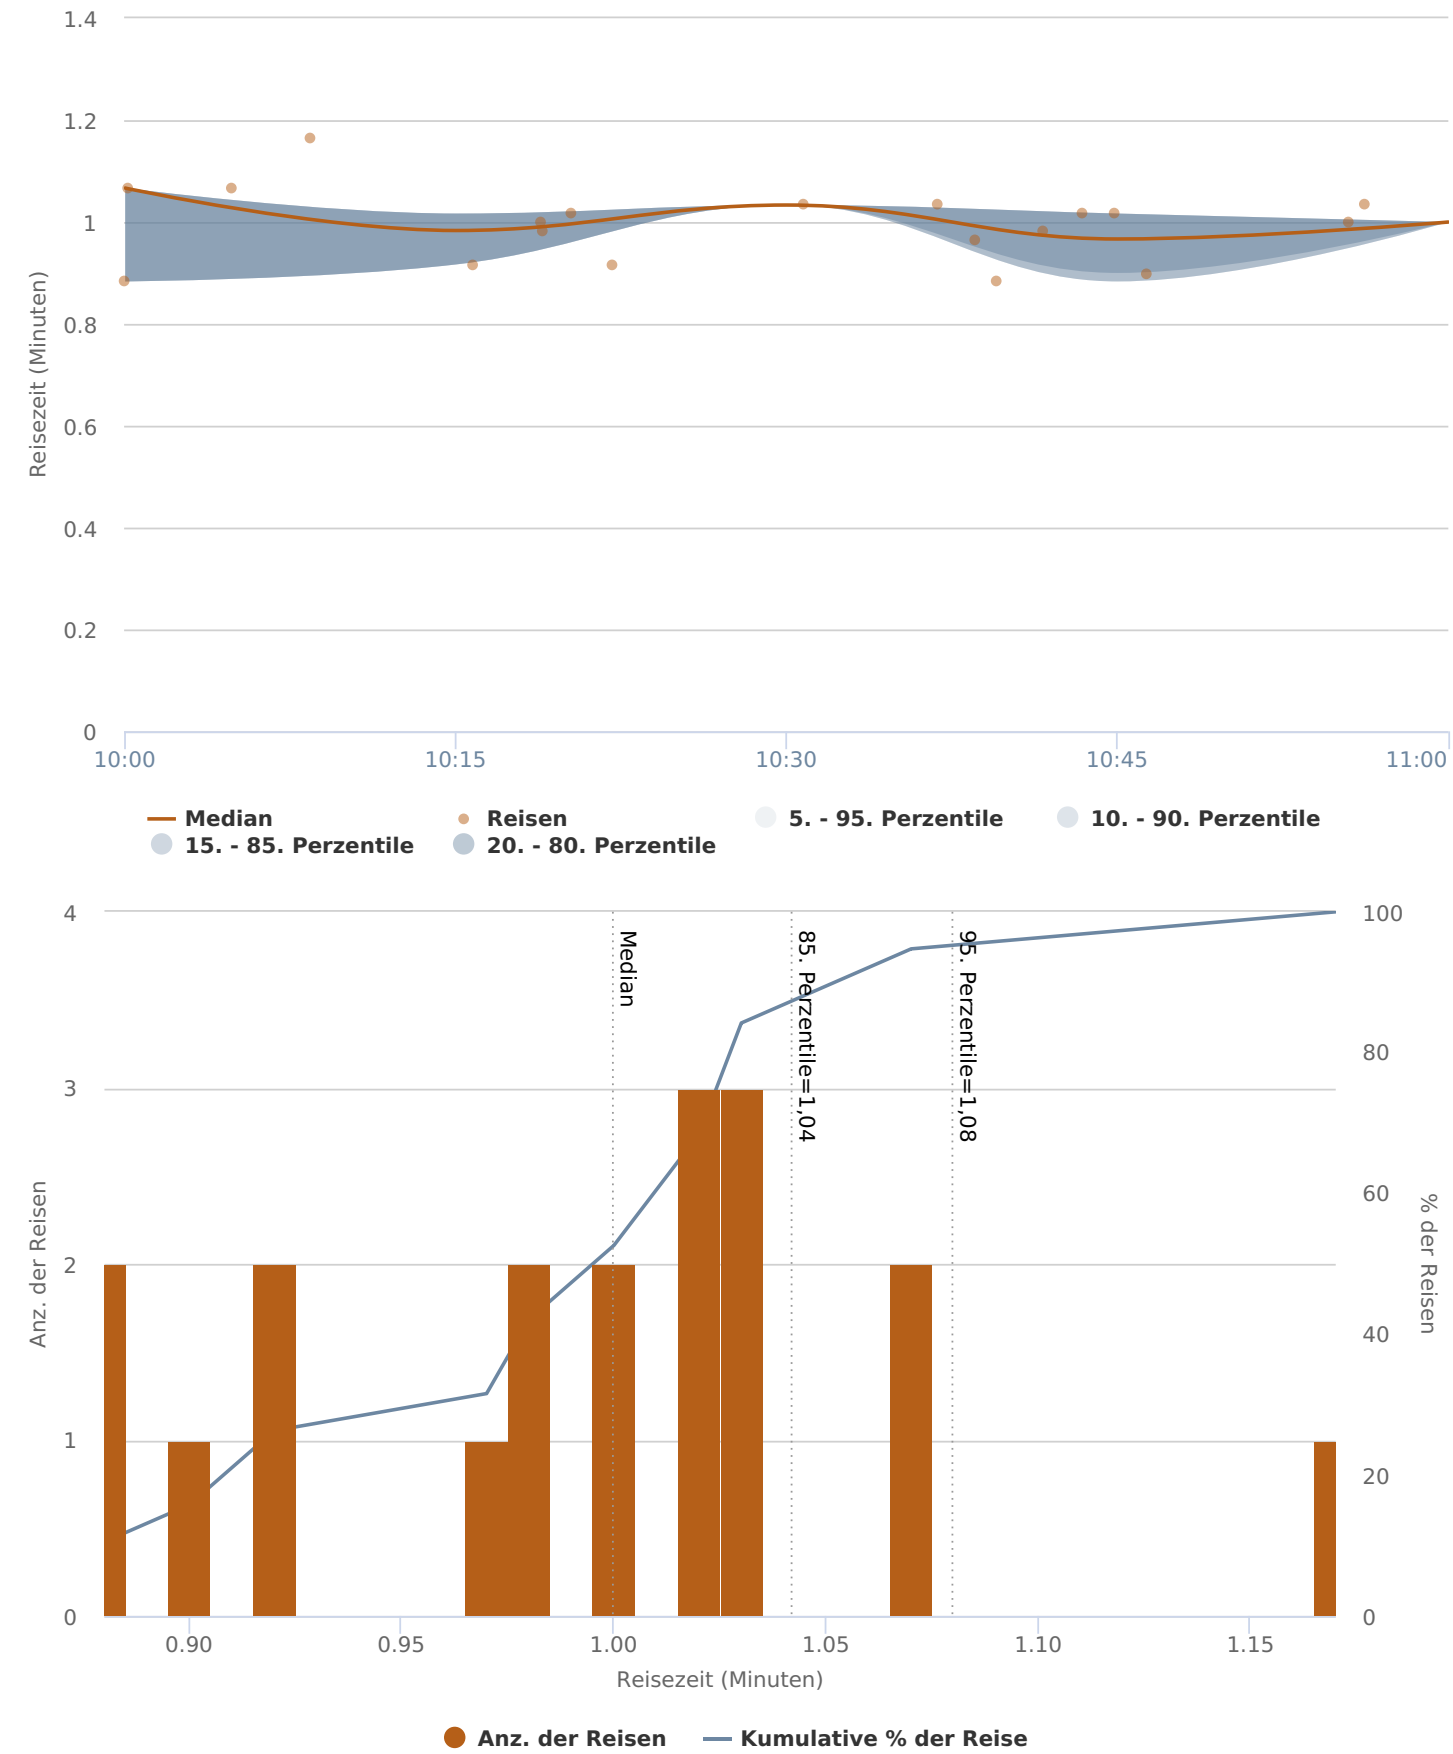 1.4
1.2
1
0.8
0.6
0.4
0.2
0
Reisezeit (Minuten)
10:00 10:15 10:30 10:45 11:00
Median Reisen 5. - 95. Perzentile 10. - 90. Perzentile
15. - 85. Perzentile 20. - 80. Perzentile
4
3
2
1
0
Anz. der Reisen
Median
85. Perzentile=1,04
95. Perzentile=1,08
100
80
60
40
20
0
% der Reisen
0.90 0.95 1.00 1.05 1.10 1.15
Reisezeit (Minuten)
Anz. der Reisen Kumulative % der Reise